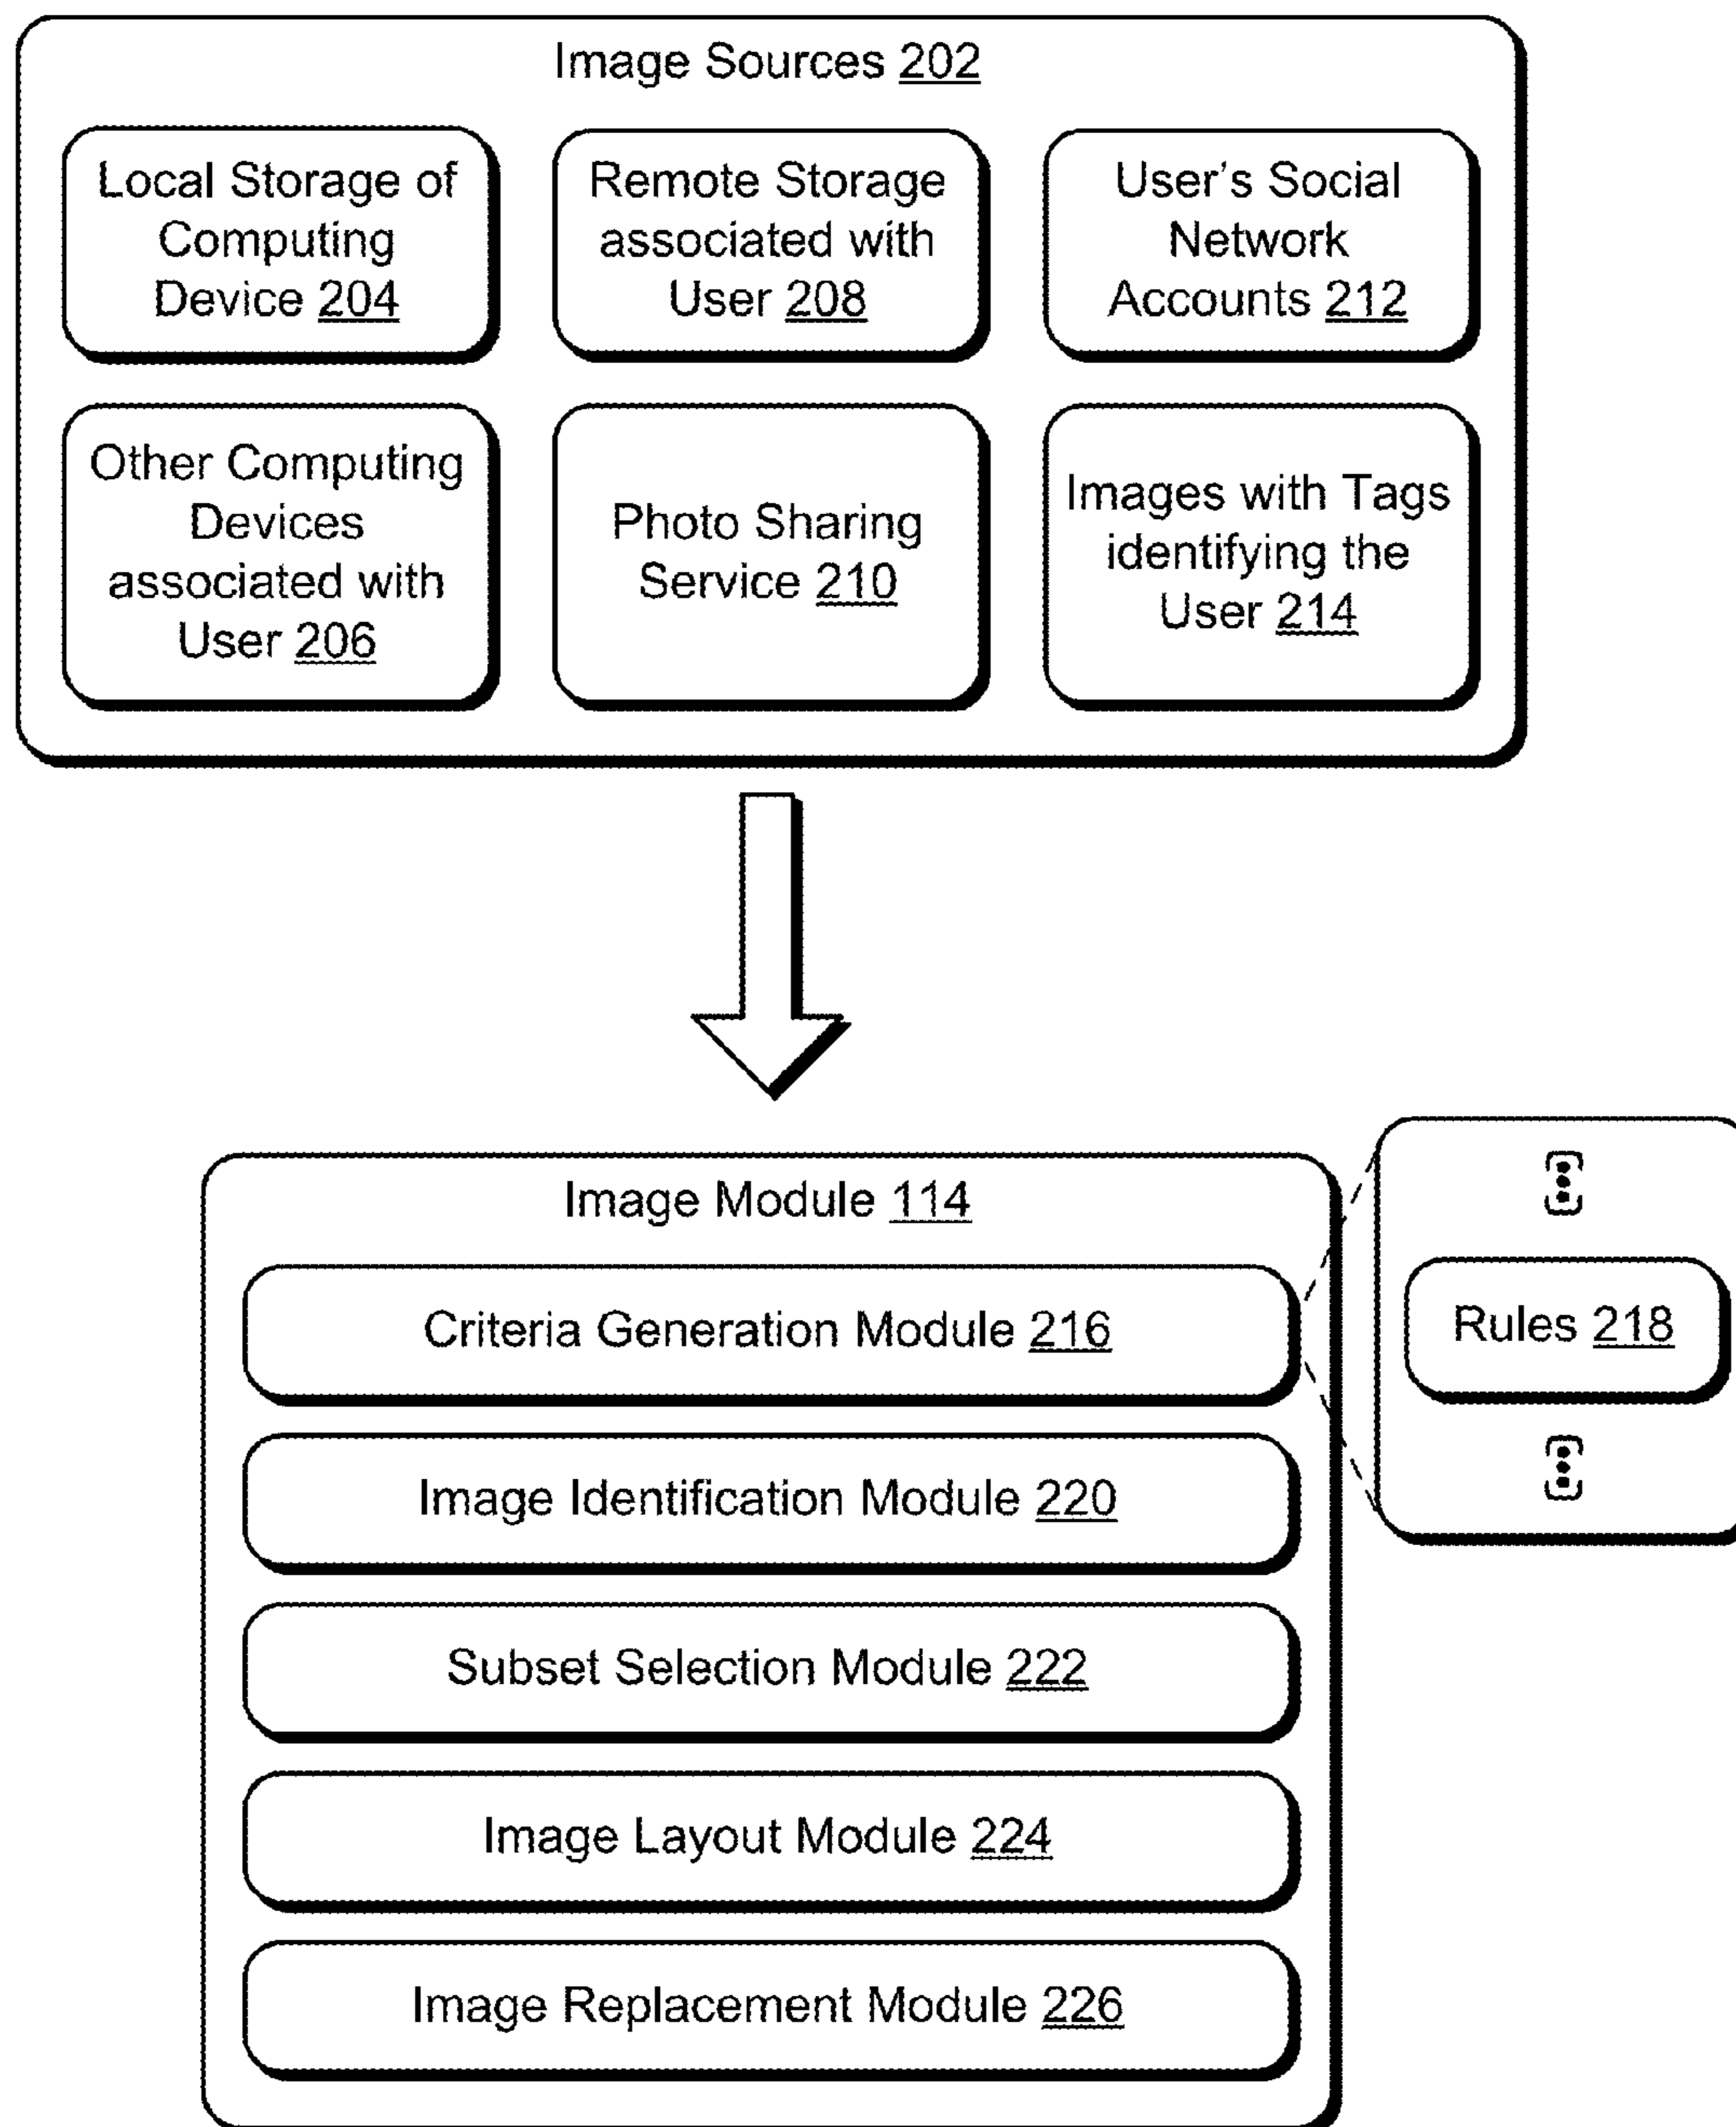 Image Sources 202
Local Storage of
Computing
Device 204
Remote Storage
associated with
User 208
User's Social
Network
Accounts 212
Other Computing
Devices
associated with
User 206
Photo Sharing
Service 210
Images with Tags
identifying the
User 214
Image Module 114
Criteria Generation Module 216
Rules 218
Image Identification Module 220
Subset Selection Module 222
Image Layout Module 224
Image Replacement Module 226